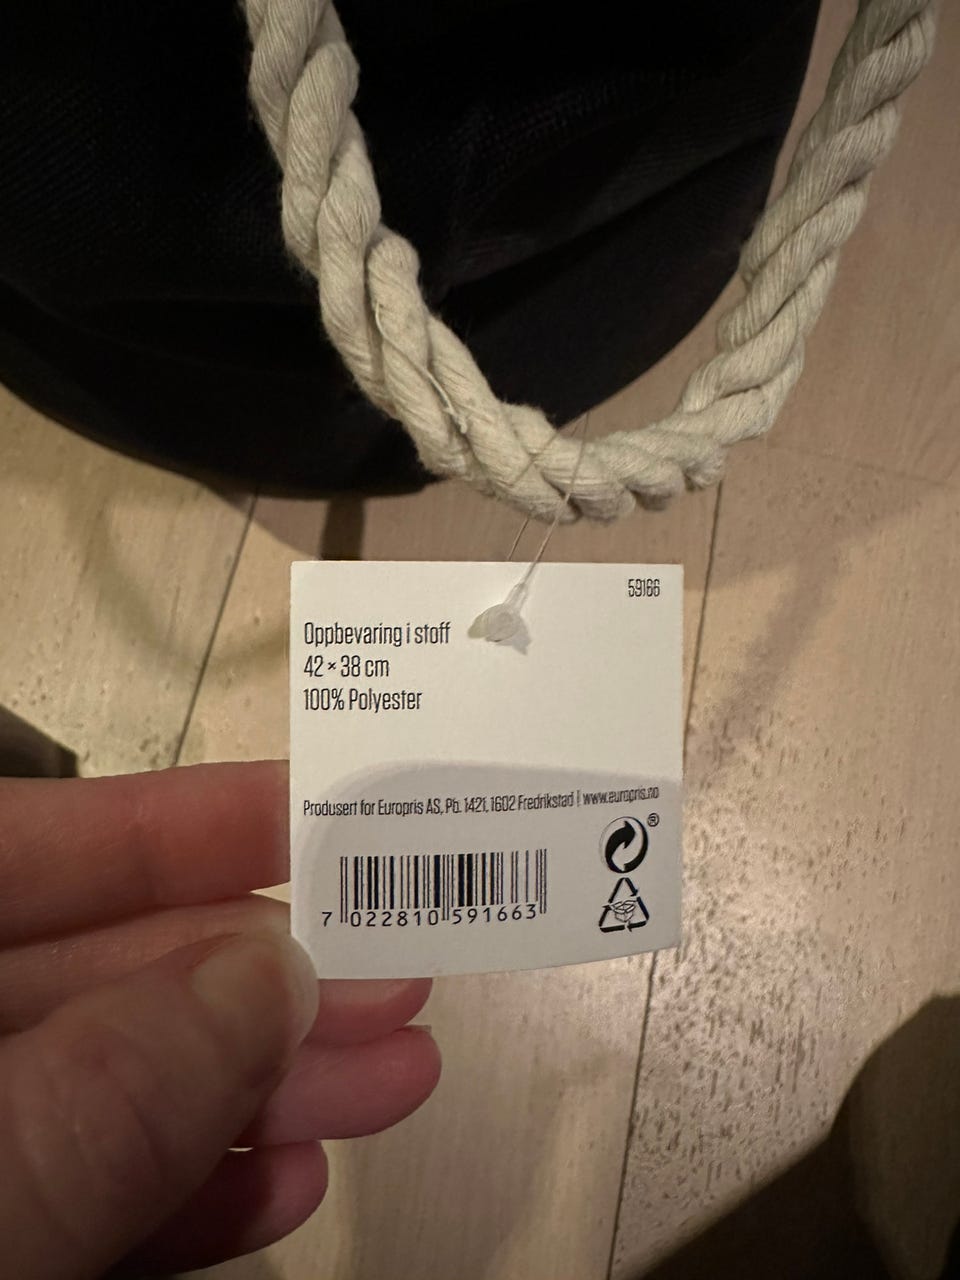 59166
Oppbevaring i stoff
42 × 38 cm
100% Polyester
Produsert for Europris AS, Pb. 1421, 1602 Fredrikstad | www.europris.no
®
7 022810 591663